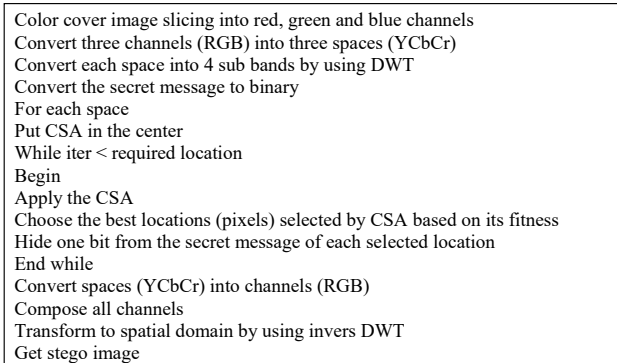 Color cover image slicing into red, green and blue channels
Convert three channels (RGB) into three spaces (YCbCr)
Convert each space into 4 sub bands by using DWT
Convert the secret message to binary
For each space
Put CSA in the center
While iter < required location
Begin
Apply the CSA
Choose the best locations (pixels) selected by CSA based on its fitness
Hide one bit from the secret message of each selected location
End while
Convert spaces (YCbCr) into channels (RGB)
Compose all channels
Transform to spatial domain by using invers DWT
Get stego image